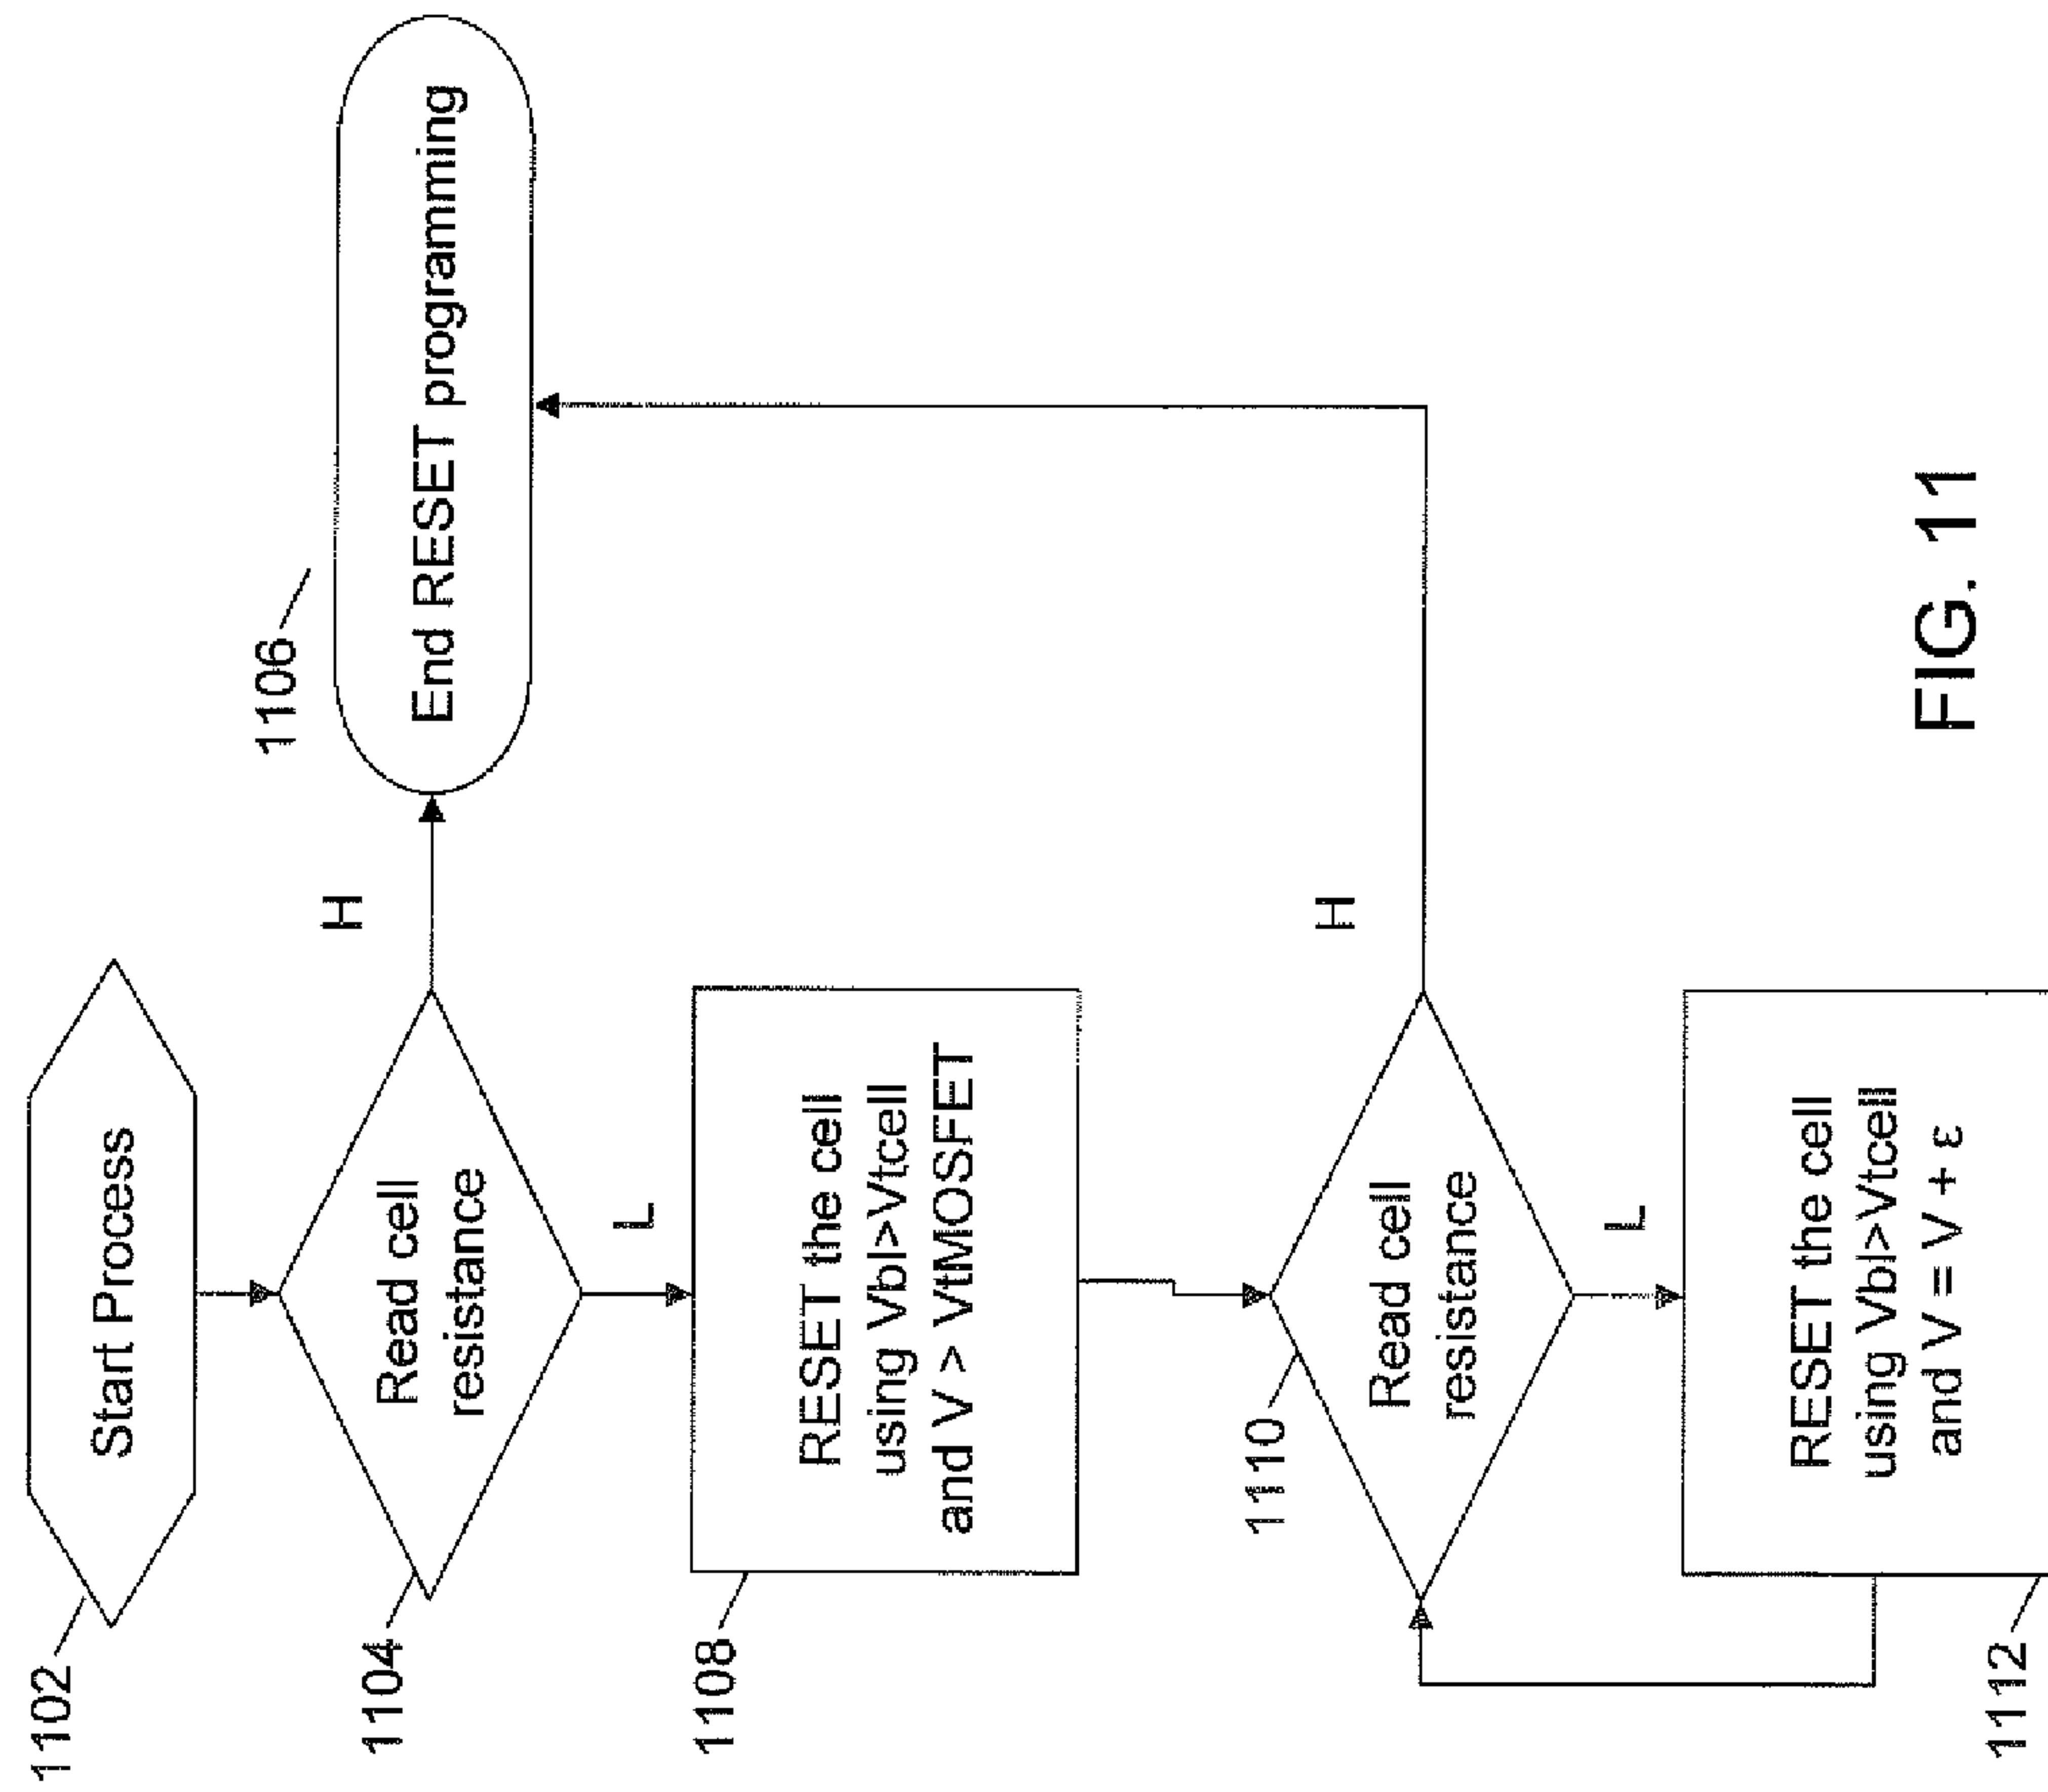 1102
Start Process
1104
Read cell
resistance
H
1106
End RESET programming
L
1108
RESET the cell
using Vbl>Vtcell
and V > VtMOSFET
1110
Read cell
resistance
H
L
1112
RESET the cell
using Vbl>Vtcell
and V = V + ε
FIG. 11